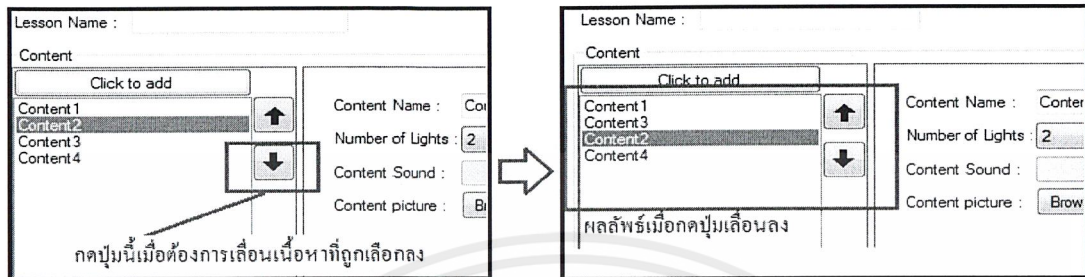 Lesson Name :
Content
Click to add
Content1
Content2
Content3
Content4
Content Name :
Number of Lights : 2
Content Sound :
Content picture :
กดปุ่มนี้เมื่อต้องการเลื่อนเนื้อหาที่ถูกเลือกลง
Lesson Name :
Content
Click to add
Content1
Content3
Content2
Content4
Content Name : Conter
Number of Lights : 2
Content Sound :
Content picture : Brow
ผลลัพธ์เมื่อกดปุ่มเลื่อนลง